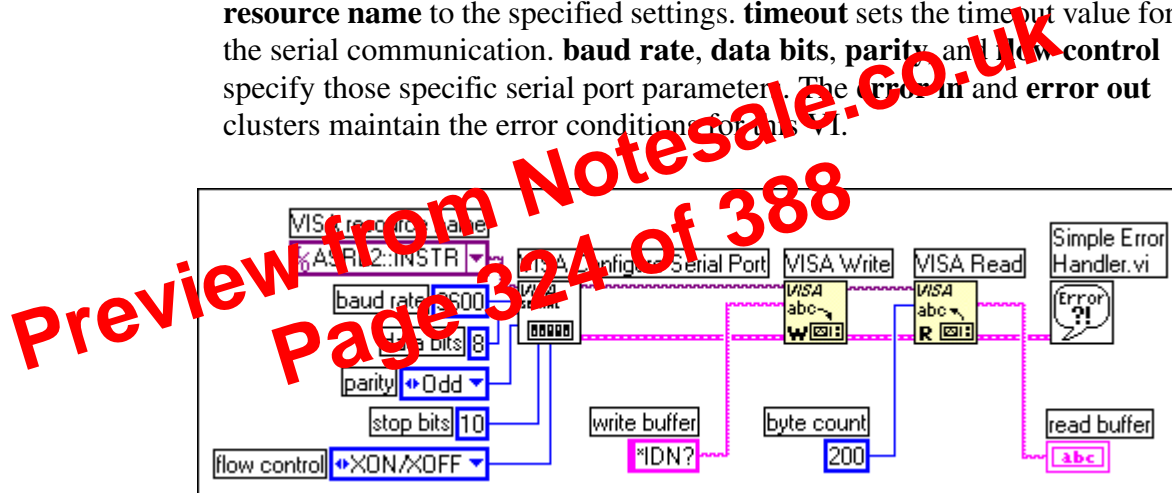 resource name to the specified settings. timeout sets the timeout value for
the serial communication. baud rate, data bits, parity, and flow control
specify those specific serial port parameters. The error in and error out
clusters maintain the error conditions for this VI.
Preview from Notesale.co.uk
Page 324 of 388
VISA resource name
ASRL2::INSTR
VISA Configure Serial Port
VISA Write
VISA Read
Simple Error
Handler.vi
baud rate 9600
data bits 8
parity Odd
stop bits 10
flow control XON/XOFF
VISA
VISA
abc
W
VISA
abc
R
Error
?!
write buffer
*IDN?
byte count
200
read buffer
abc